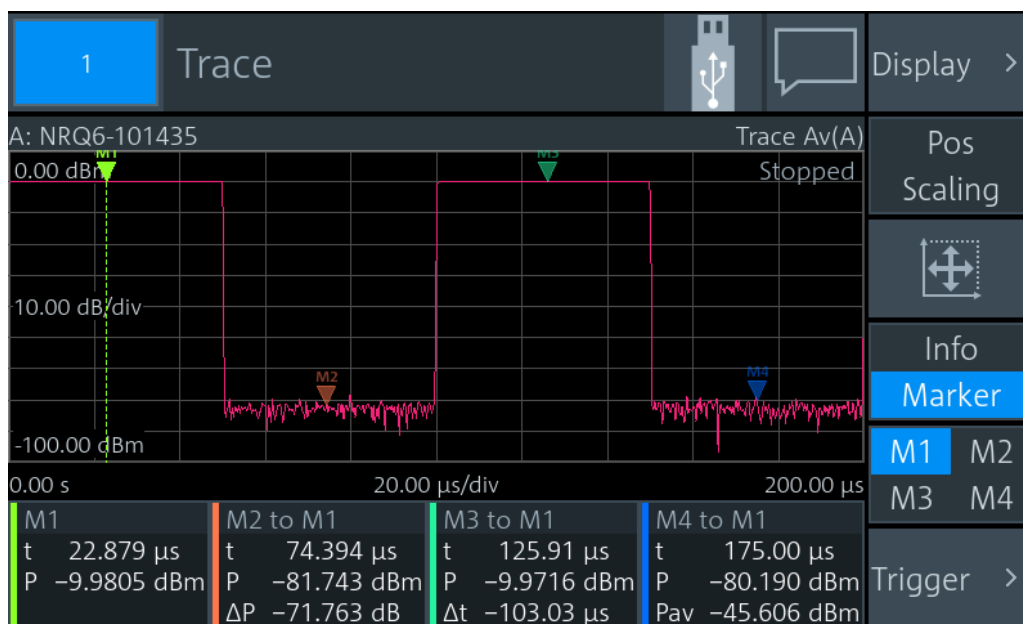 1
Trace
Display >
A: NRQ6-101435
Trace Av(A)
Pos
Scaling
M1
M3
0.00 dBm
Stopped
10.00 dB/div
Info
Marker
M2
M4
-100.00 dBm
M1 M2
M3 M4
0.00 s
20.00 µs/div
200.00 µs
M1
t 22.879 µs
P −9.9805 dBm
M2 to M1
t 74.394 µs
P −81.743 dBm
ΔP −71.763 dB
M3 to M1
t 125.91 µs
P −9.9716 dBm
Δt −103.03 µs
M4 to M1
t 175.00 µs
P −80.190 dBm
Pav −45.606 dBm
Trigger >